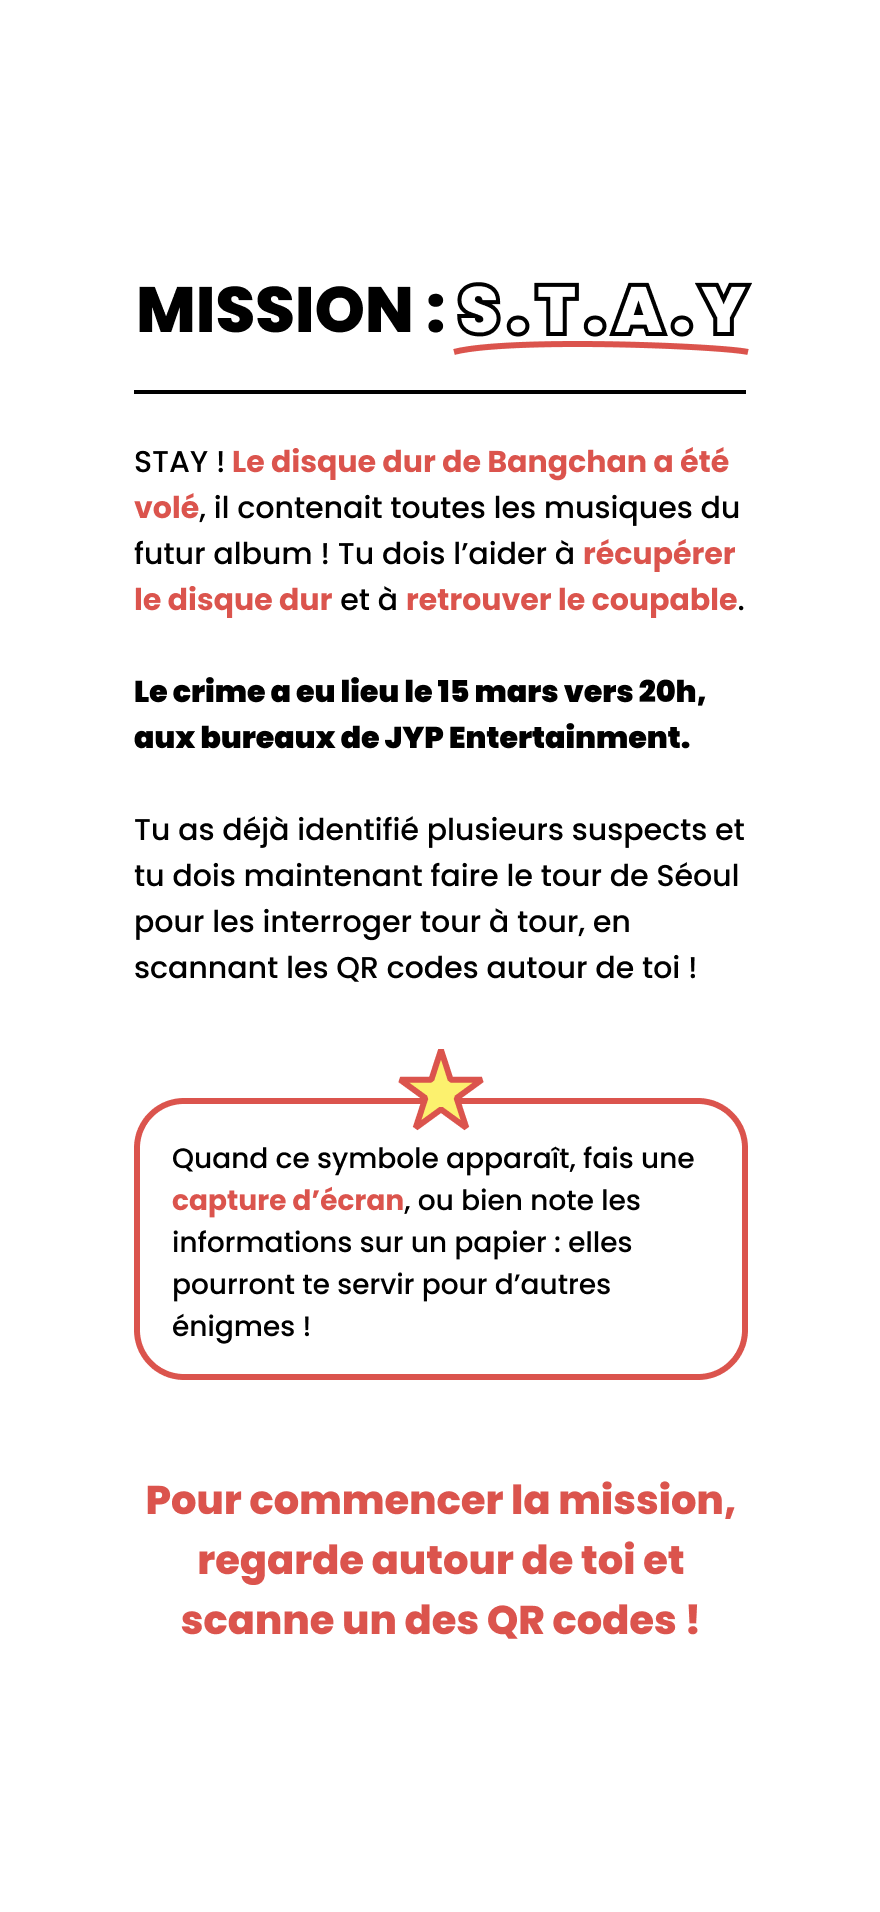 MISSION : S.T.A.Y
STAY ! Le disque dur de Bangchan a été
volé, il contenait toutes les musiques du
futur album ! Tu dois l’aider à récupérer
le disque dur et à retrouver le coupable.
Le crime a eu lieu le 15 mars vers 20h,
aux bureaux de JYP Entertainment.
Tu as déjà identifié plusieurs suspects et
tu dois maintenant faire le tour de Séoul
pour les interroger tour à tour, en
scannant les QR codes autour de toi !
Quand ce symbole apparaît, fais une
capture d’écran, ou bien note les
informations sur un papier : elles
pourront te servir pour d’autres
énigmes !
Pour commencer la mission,
regarde autour de toi et
scanne un des QR codes !